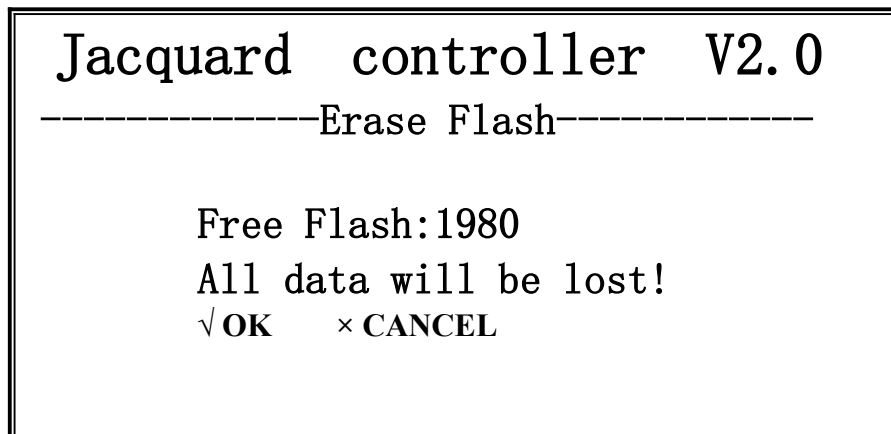 Jacquard controller V2.0
-------------Erase Flash------------
Free Flash:1980
All data will be lost!
√ OK × CANCEL